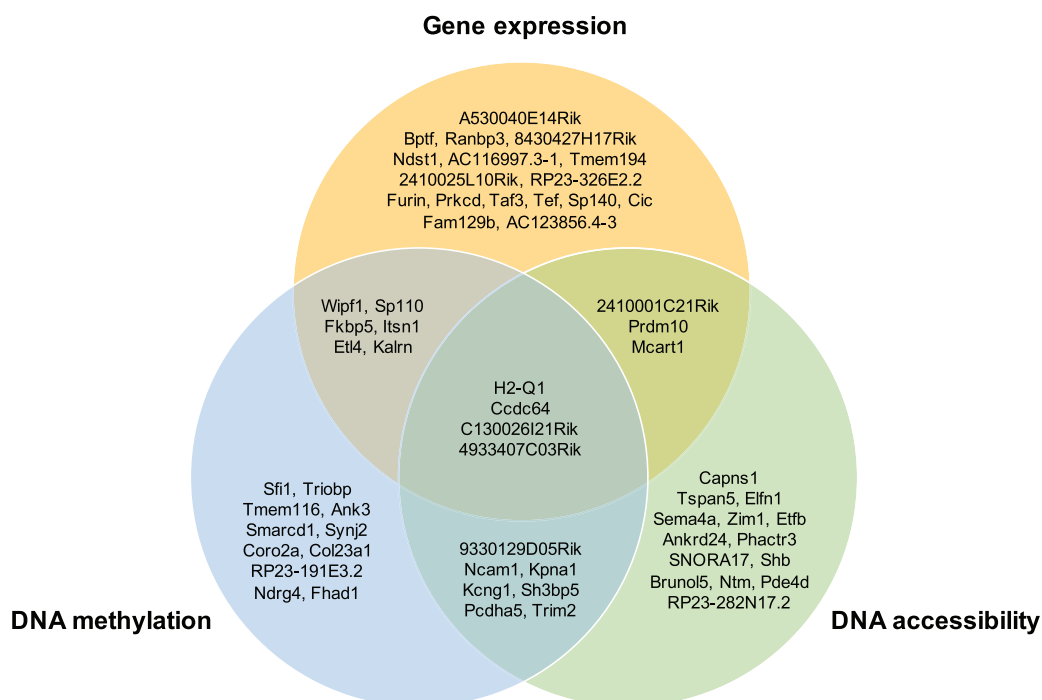 Gene expression
A530040E14Rik
Bptf, Ranbp3, 8430427H17Rik
Ndst1, AC116997.3-1, Tmem194
2410025L10Rik, RP23-326E2.2
Furin, Prkcd, Taf3, Tef, Sp140, Cic
Fam129b, AC123856.4-3
Wipf1, Sp110
Fkbp5, Itsn1
Etl4, Kalrn
2410001C21Rik
Prdm10
Mcart1
H2-Q1
Ccdc64
C130026I21Rik
4933407C03Rik
Sfi1, Triobp
Tmem116, Ank3
Smarcd1, Synj2
Coro2a, Col23a1
RP23-191E3.2
Ndrg4, Fhad1
9330129D05Rik
Ncam1, Kpna1
Kcng1, Sh3bp5
Pcdha5, Trim2
Capns1
Tspan5, Elfn1
Sema4a, Zim1, Etfb
Ankrd24, Phactr3
SNORA17, Shb
Brunol5, Ntm, Pde4d
RP23-282N17.2
DNA methylation
DNA accessibility